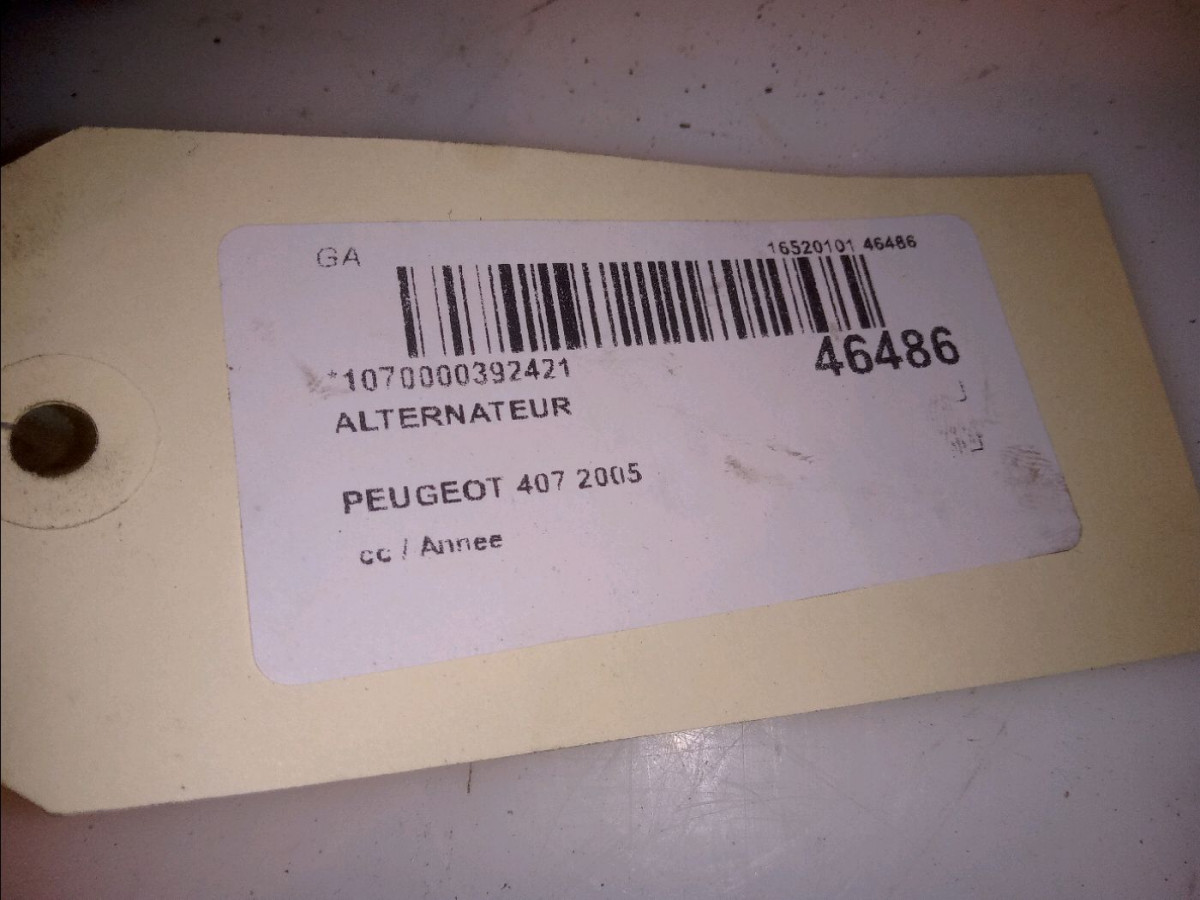 GA
16520101 46486
*1070000392421
46486
ALTERNATEUR
PEUGEOT 407 2005
cc / Annee